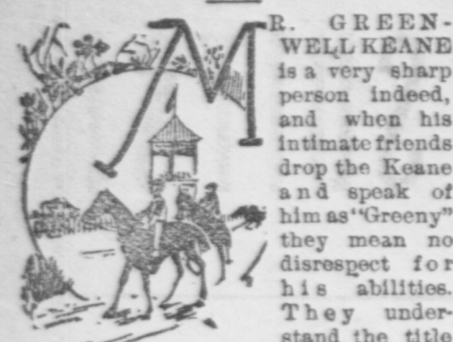 MR. GREEN-
WELL KEANE
is a very sharp
person indeed,
and when his
intimate friends
drop the Keane
and speak of
him as "Greeny"
they mean no
disrespect for
his abilities.
They under-
stand the title